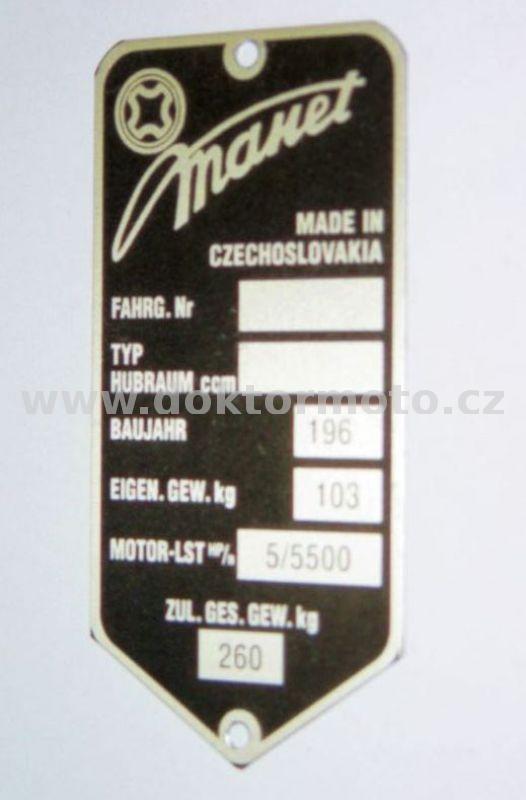 Manet
MADE IN
CZECHOSLOVAKIA
FAHRG. Nr
TYP
HUBRAUM ccm
www.doktormoto.cz
BAUJAHR 196
EIGEN. GEW. kg 103
MOTOR-LST HP/n 5/5500
ZUL. GES. GEW. kg
260